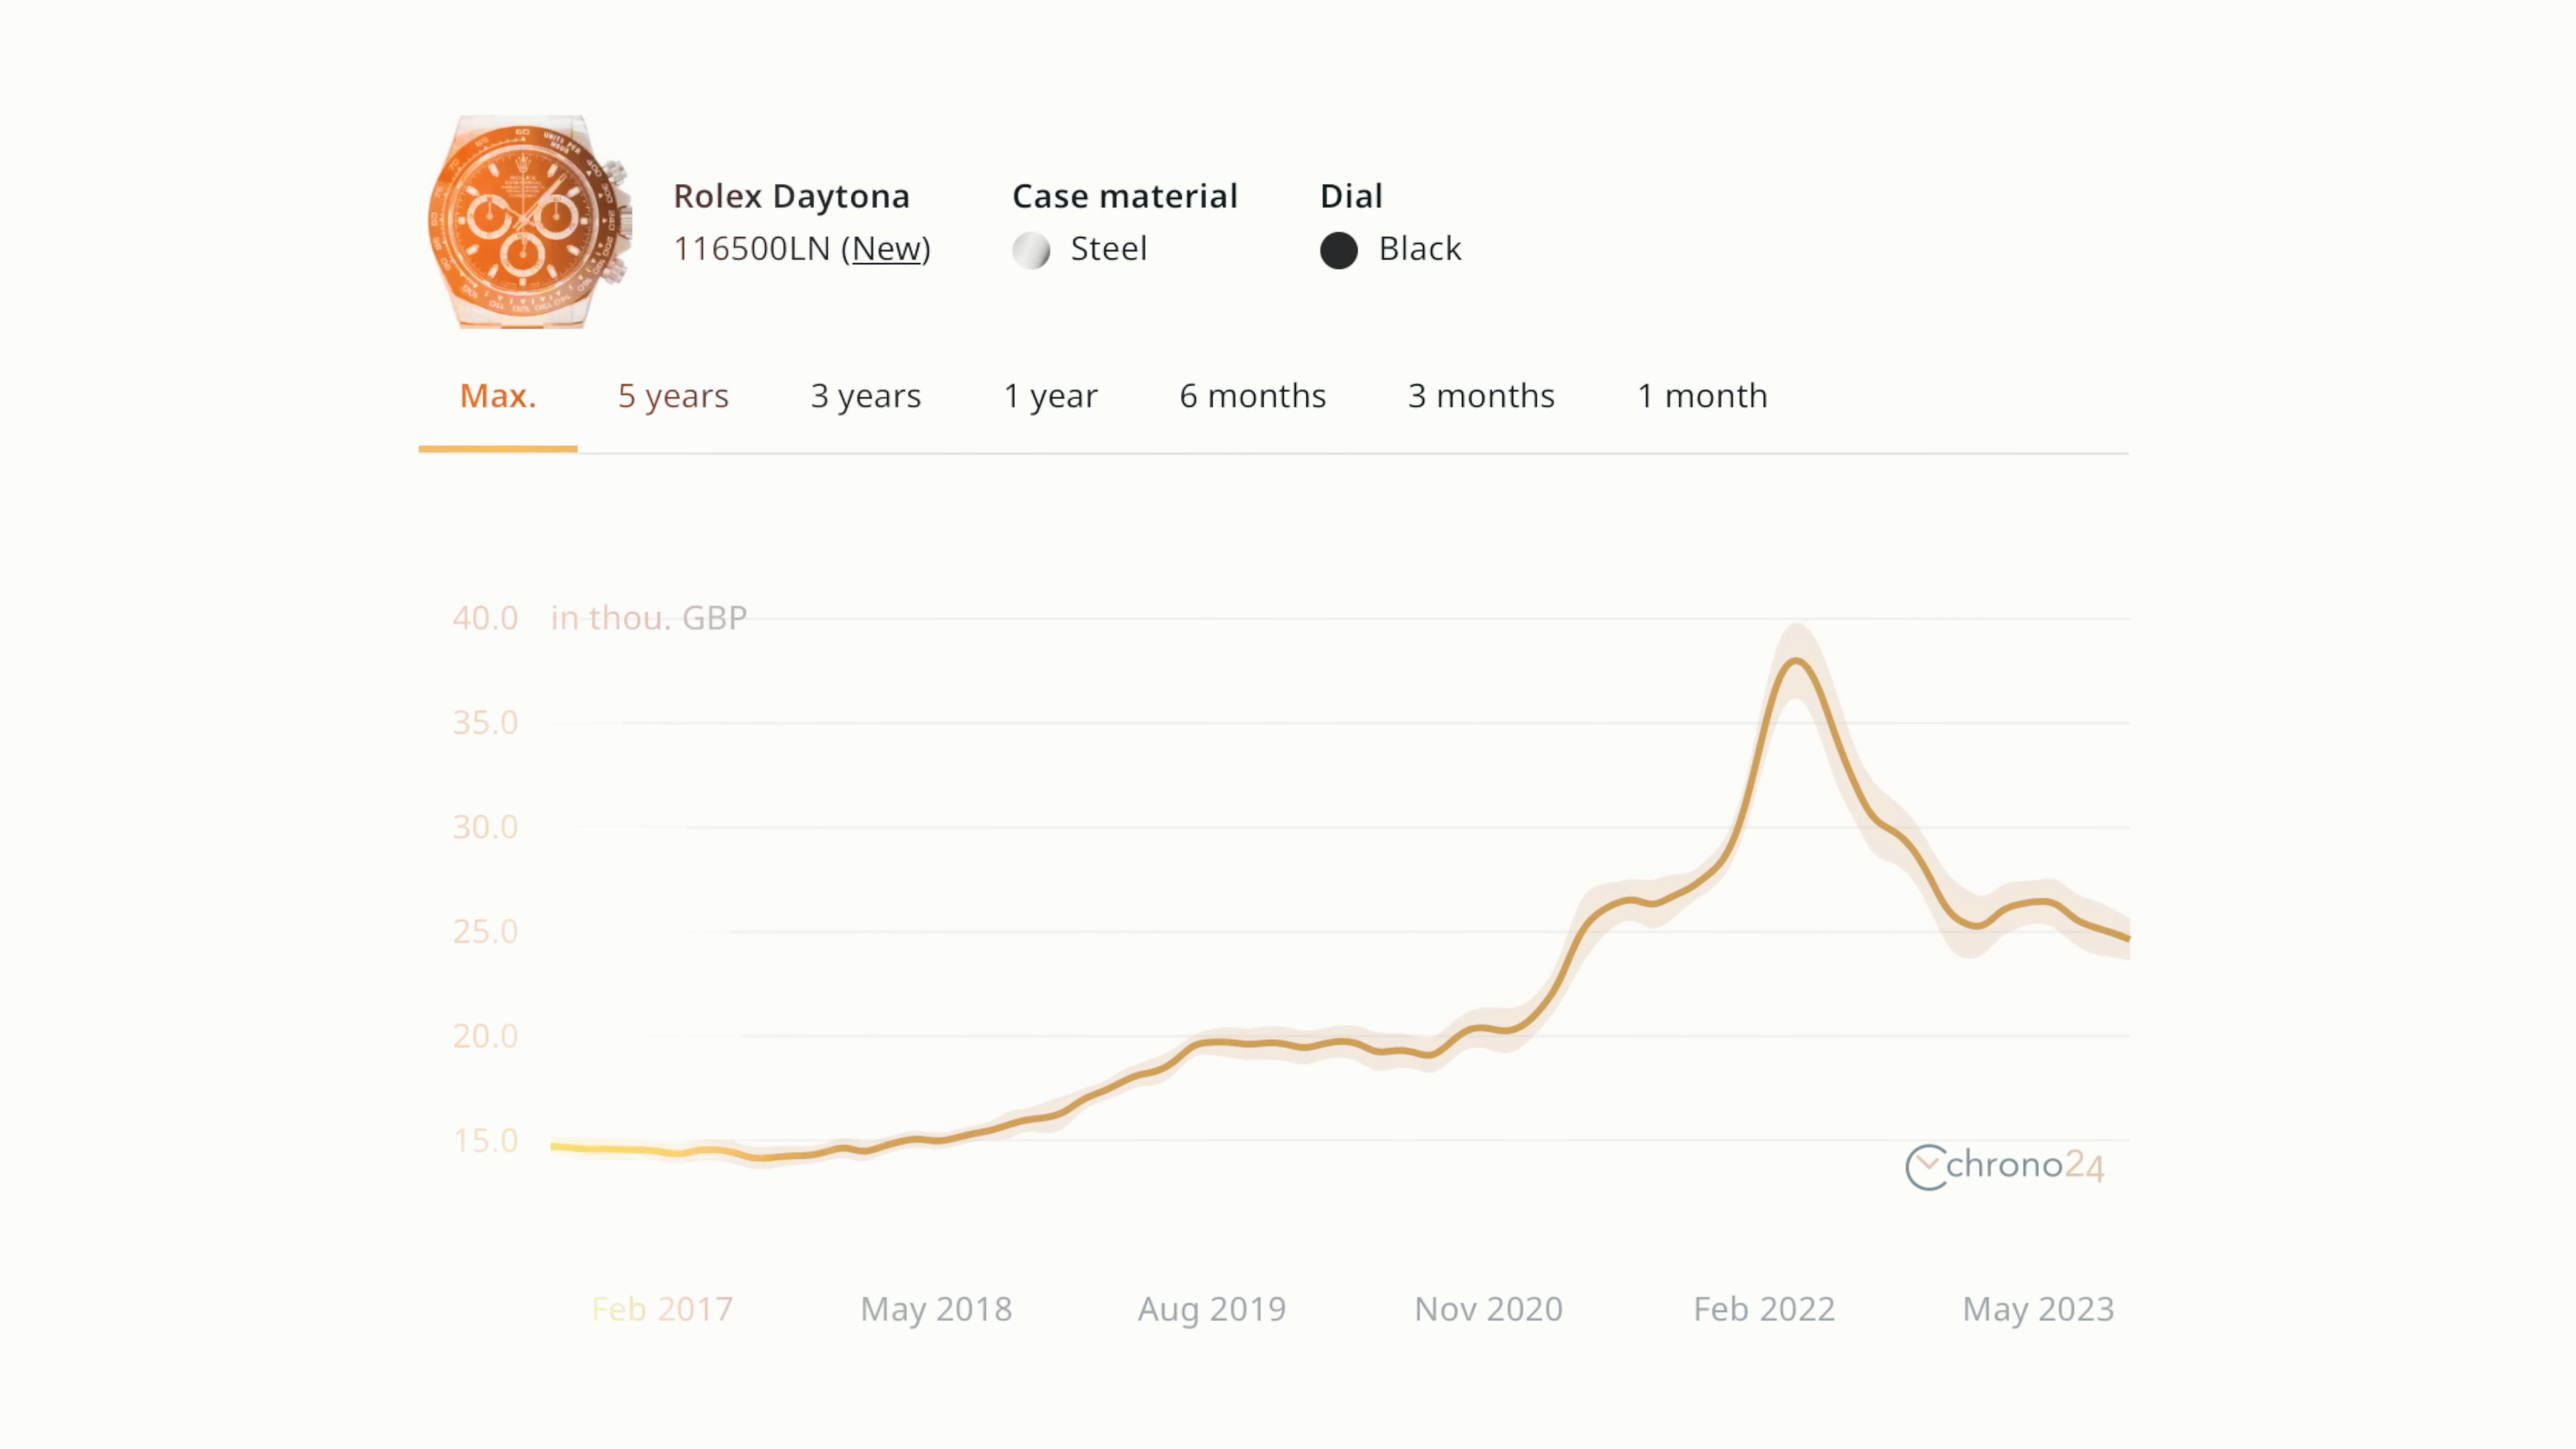 Rolex Daytona
116500LN (New)
Case material
Steel
Dial
Black
Max. 5 years 3 years 1 year 6 months 3 months 1 month
40.0 in thou. GBP
35.0
30.0
25.0
20.0
15.0
chrono24
Feb 2017 May 2018 Aug 2019 Nov 2020 Feb 2022 May 2023